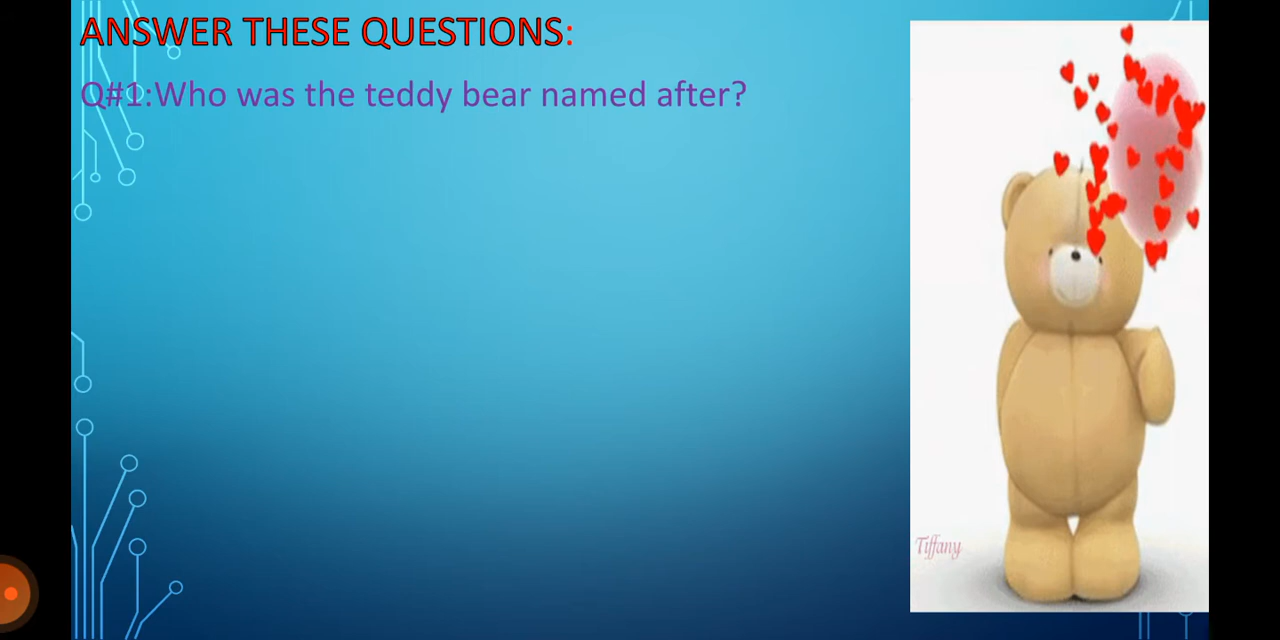 ANSWER THESE QUESTIONS:
Q#1:Who was the teddy bear named after?
Tiffany